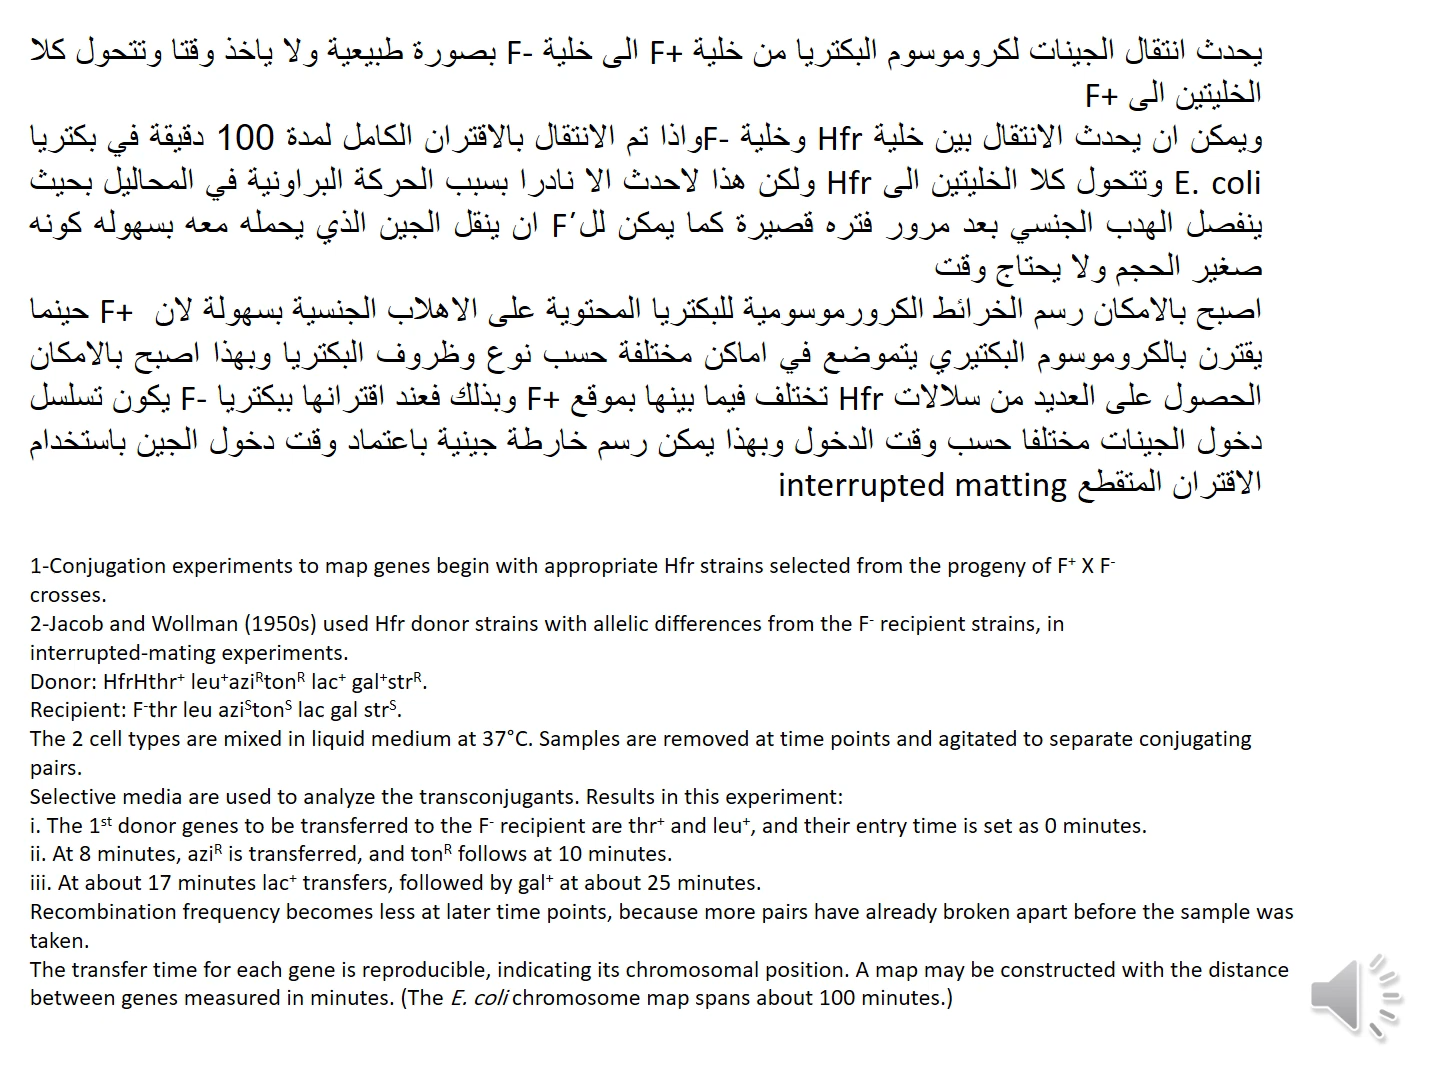 يحدث انتقال الجينات لكروموسوم البكتريا من خلية +F الى خلية -F بصورة طبيعية ولا ياخذ وقتا وتتحول كلا
الخليتين الى +F
ويمكن ان يحدث الانتقال بين خلية Hfr وخلية -Fواذا تم الانتقال بالاقتران الكامل لمدة 100 دقيقة في بكتريا
E. coli وتتحول كلا الخليتين الى Hfr ولكن هذا لاحدث الا نادرا بسبب الحركة البراونية في المحاليل بحيث
ينفصل الهدب الجنسي بعد مرور فتره قصيرة كما يمكن لل′F ان ينقل الجين الذي يحمله معه بسهوله كونه
صغير الحجم ولا يحتاج وقت
اصبح بالامكان رسم الخرائط الكرورموسومية للبكتريا المحتوية على الاهلاب الجنسية بسهولة لان +F حينما
يقترن بالكروموسوم البكتيري يتموضع في اماكن مختلفة حسب نوع وظروف البكتريا وبهذا اصبح بالامكان
الحصول على العديد من سلالات Hfr تختلف فيما بينها بموقع +F وبذلك فعند اقترانها ببكتريا -F يكون تسلسل
دخول الجينات مختلفا حسب وقت الدخول وبهذا يمكن رسم خارطة جينية باعتماد وقت دخول الجين باستخدام
الاقتران المتقطع interrupted matting
1-Conjugation experiments to map genes begin with appropriate Hfr strains selected from the progeny of F⁺ X F⁻
crosses.
2-Jacob and Wollman (1950s) used Hfr donor strains with allelic differences from the F⁻ recipient strains, in
interrupted-mating experiments.
Donor: HfrHthr⁺ leu⁺aziᴿtonᴿ lac⁺ gal⁺strᴿ.
Recipient: F⁻thr leu aziˢtonˢ lac gal strˢ.
The 2 cell types are mixed in liquid medium at 37°C. Samples are removed at time points and agitated to separate conjugating
pairs.
Selective media are used to analyze the transconjugants. Results in this experiment:
i. The 1ˢᵗ donor genes to be transferred to the F⁻ recipient are thr⁺ and leu⁺, and their entry time is set as 0 minutes.
ii. At 8 minutes, aziᴿ is transferred, and tonᴿ follows at 10 minutes.
iii. At about 17 minutes lac⁺ transfers, followed by gal⁺ at about 25 minutes.
Recombination frequency becomes less at later time points, because more pairs have already broken apart before the sample was
taken.
The transfer time for each gene is reproducible, indicating its chromosomal position. A map may be constructed with the distance
between genes measured in minutes. (The E. coli chromosome map spans about 100 minutes.)